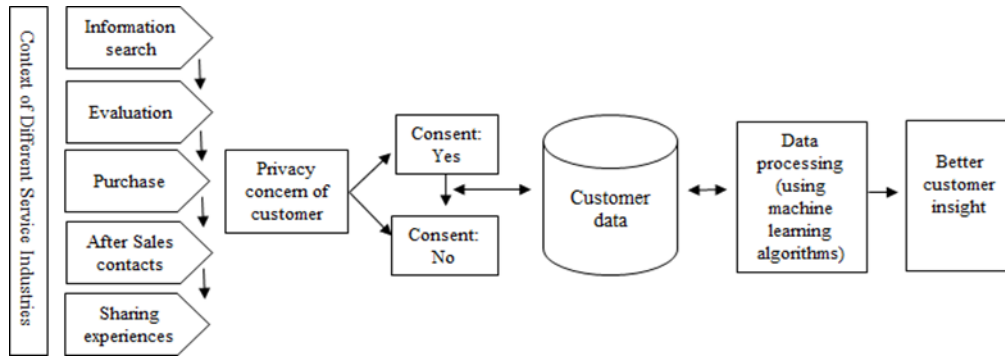 Context of Different Service Industries
Information
search
Evaluation
Purchase
After Sales
contacts
Sharing
experiences
Privacy
concern of
customer
Consent:
Yes
Consent:
No
Customer
data
Data
processing
(using
machine
learning
algorithms)
Better
customer
insight